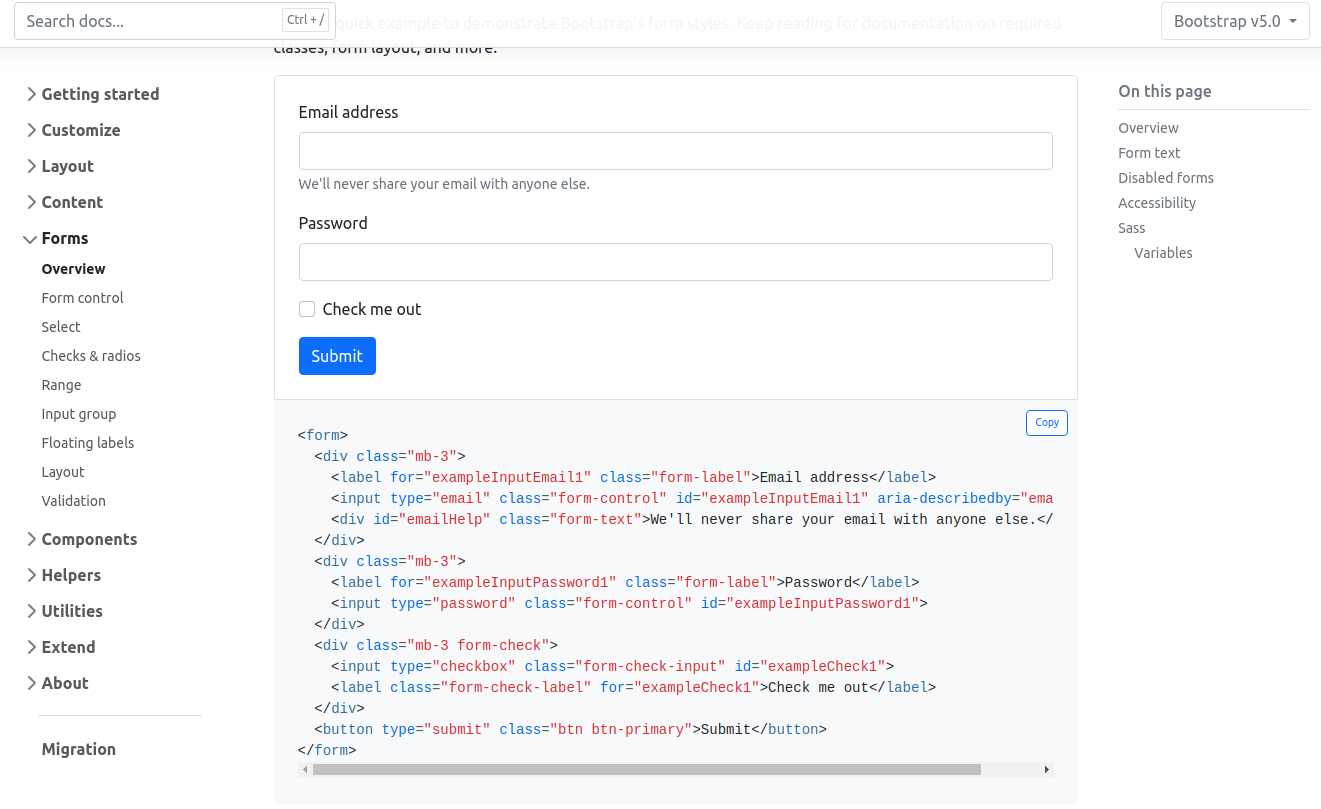 Search docs...
Ctrl + /
quick example to demonstrate Bootstrap's form styles. Keep reading for documentation on required
Bootstrap v5.0
classes, form layout, and more.
Getting started
Customize
Layout
Content
Forms
Overview
Form control
Select
Checks & radios
Range
Input group
Floating labels
Layout
Validation
Components
Helpers
Utilities
Extend
About
Migration
Email address
We'll never share your email with anyone else.
Password
Check me out
Submit
Copy
<form>
  <div class="mb-3">
    <label for="exampleInputEmail1" class="form-label">Email address</label>
    <input type="email" class="form-control" id="exampleInputEmail1" aria-describedby="ema
    <div id="emailHelp" class="form-text">We'll never share your email with anyone else.</
  </div>
  <div class="mb-3">
    <label for="exampleInputPassword1" class="form-label">Password</label>
    <input type="password" class="form-control" id="exampleInputPassword1">
  </div>
  <div class="mb-3 form-check">
    <input type="checkbox" class="form-check-input" id="exampleCheck1">
    <label class="form-check-label" for="exampleCheck1">Check me out</label>
  </div>
  <button type="submit" class="btn btn-primary">Submit</button>
</form>
On this page
Overview
Form text
Disabled forms
Accessibility
Sass
Variables